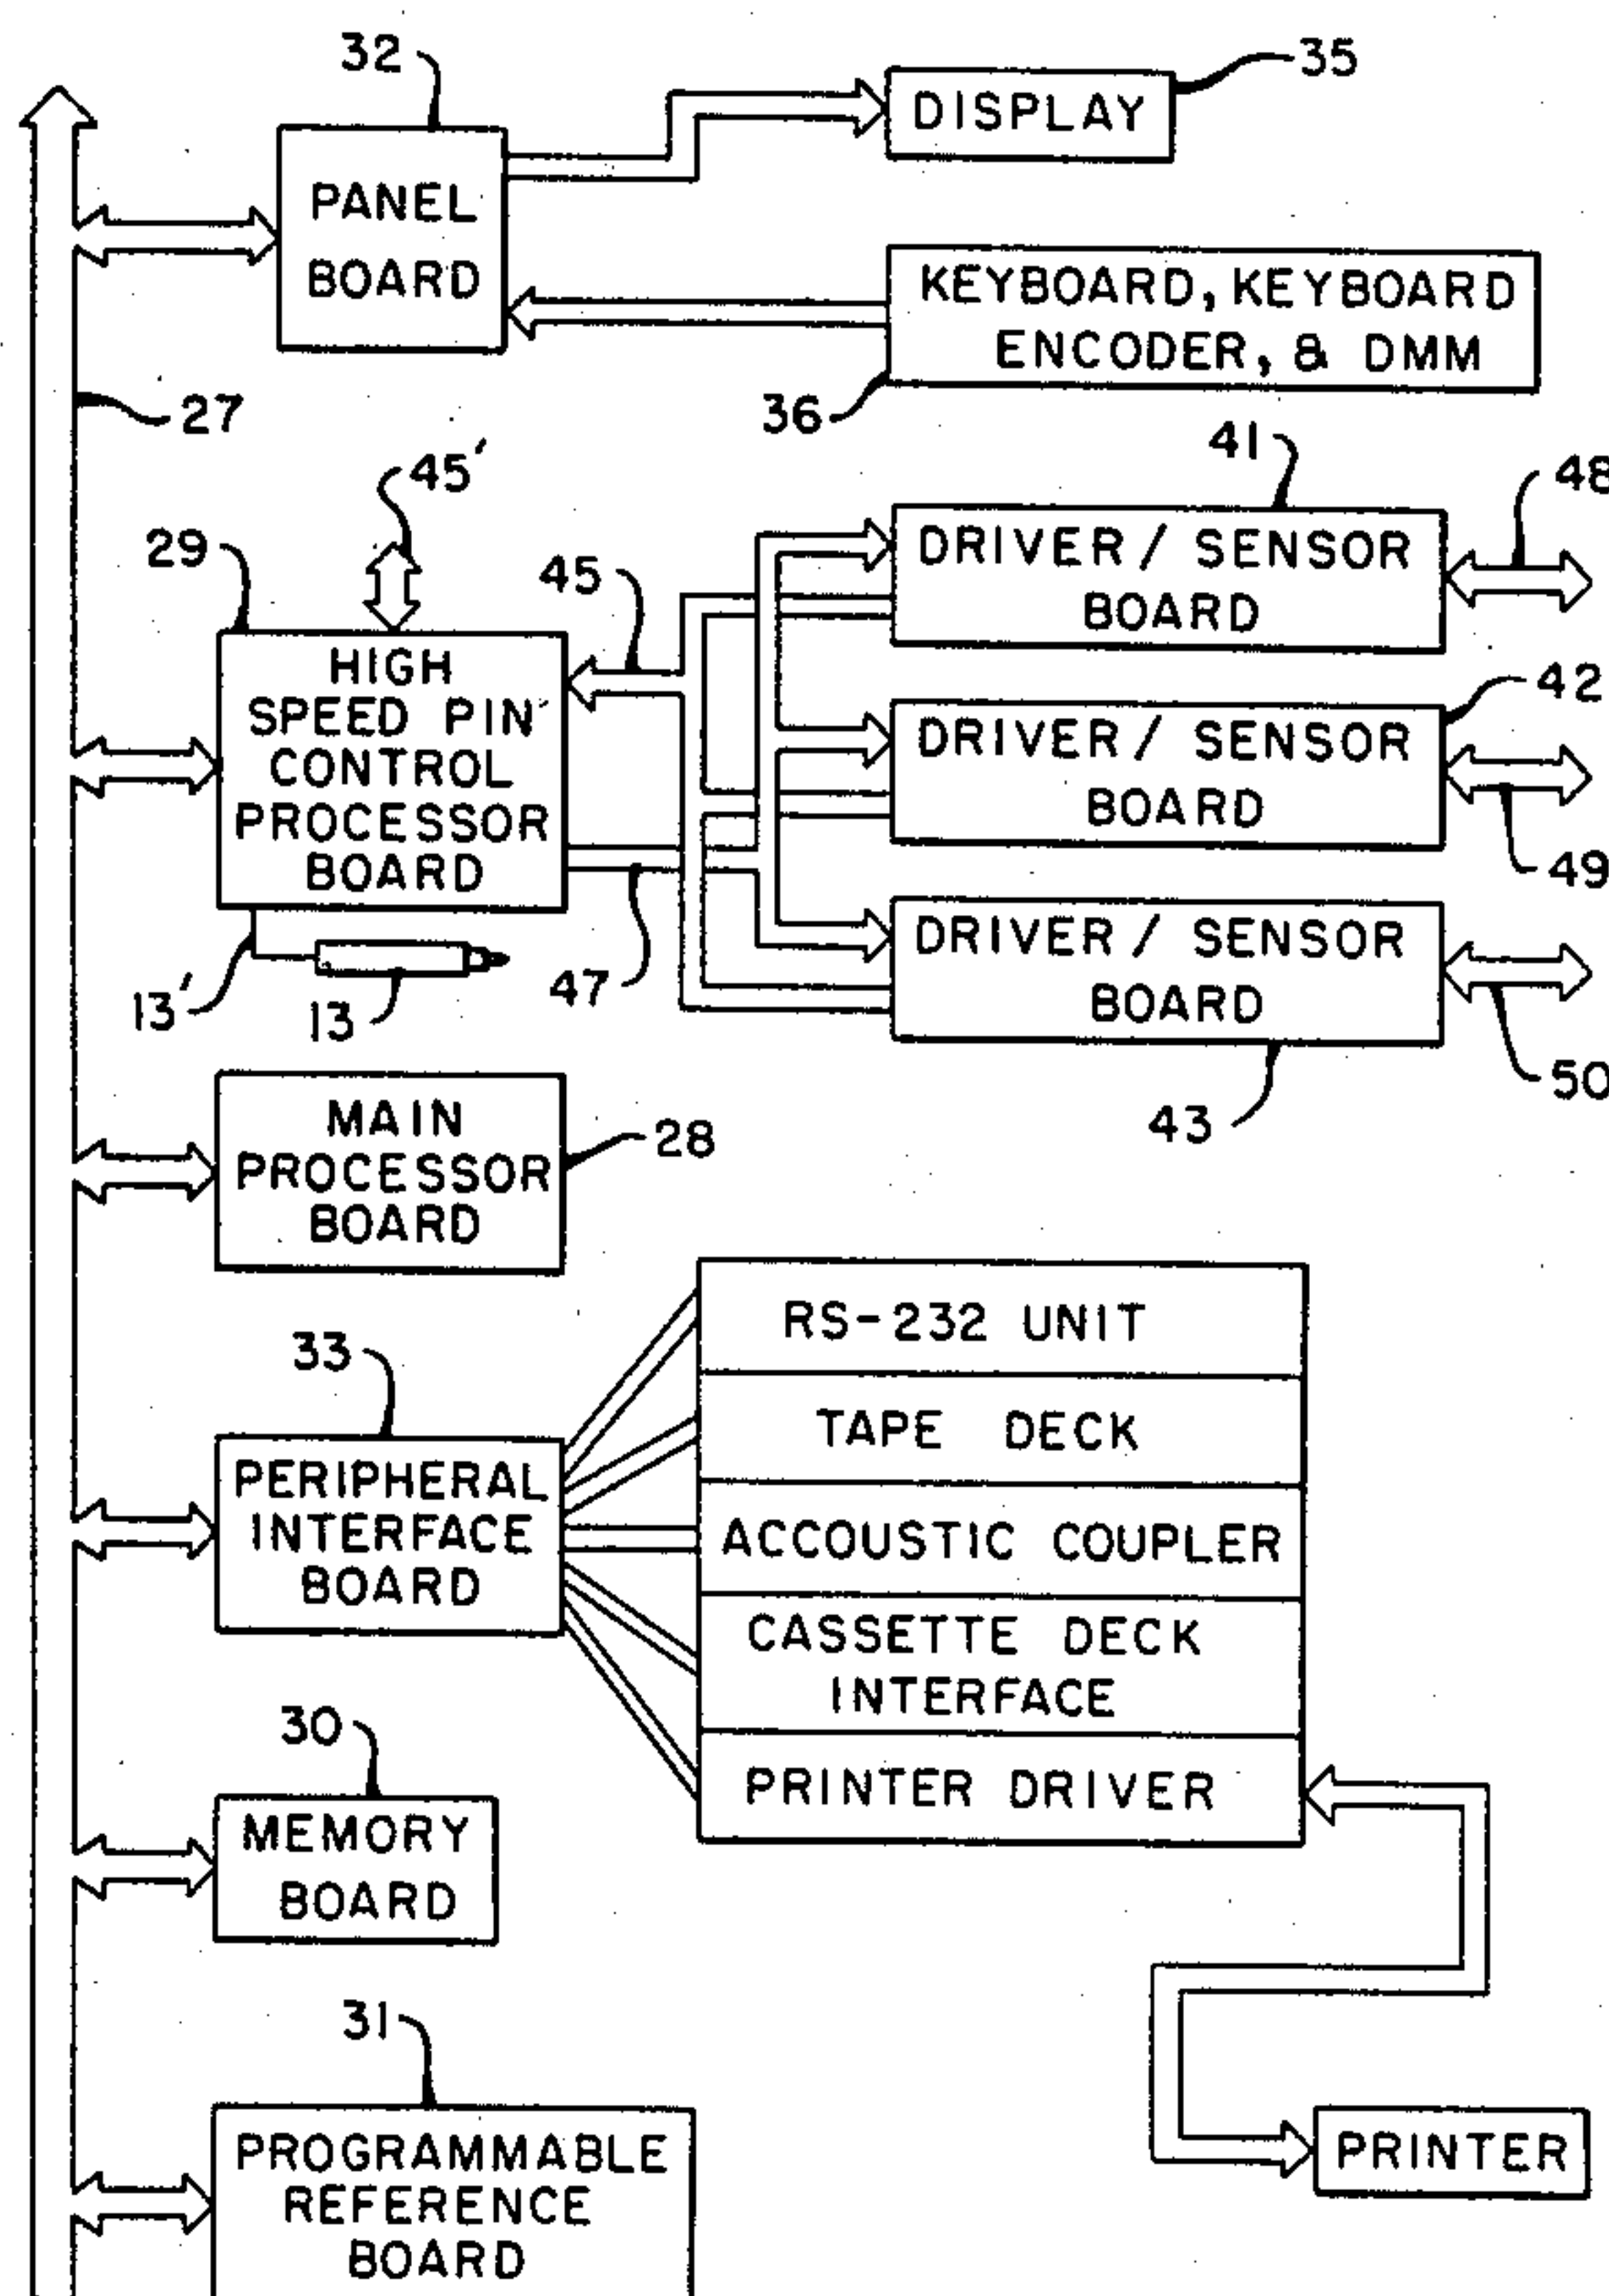 32
35
DISPLAY
PANEL
BOARD
KEYBOARD, KEYBOARD
ENCODER, & DMM
36
27
45'
41
48
29
45
DRIVER / SENSOR
BOARD
HIGH
SPEED PIN
CONTROL
PROCESSOR
BOARD
42
DRIVER / SENSOR
BOARD
49
DRIVER / SENSOR
BOARD
47
13'
13
50
43
MAIN
PROCESSOR
BOARD
28
33
RS-232 UNIT
TAPE DECK
ACCOUSTIC COUPLER
CASSETTE DECK
INTERFACE
PRINTER DRIVER
PERIPHERAL
INTERFACE
BOARD
30
MEMORY
BOARD
31
PROGRAMMABLE
REFERENCE
BOARD
PRINTER